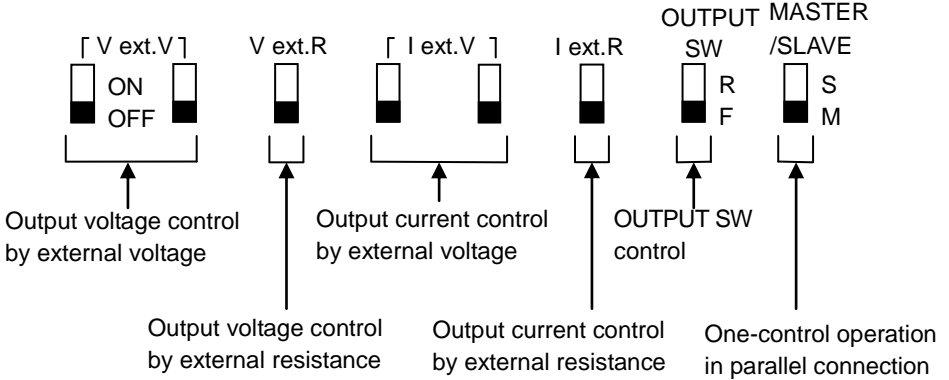 OUTPUT MASTER
SW /SLAVE
「 V ext.V 」 V ext.R 「 I ext.V 」 I ext.R
ON R S
OFF F M
Output voltage control
by external voltage
Output current control
by external voltage
OUTPUT SW
control
Output voltage control
by external resistance
Output current control
by external resistance
One-control operation
in parallel connection